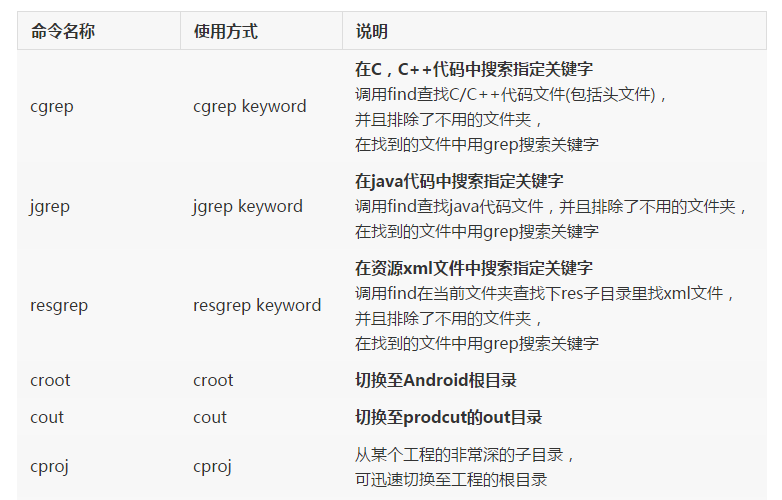 命令名称 使用方式 说明
在C，C++代码中搜索指定关键字
调用find查找C/C++代码文件(包括头文件)，
cgrep cgrep keyword
并且排除了不用的文件夹，
在找到的文件中用grep搜索关键字
在java代码中搜索指定关键字
jgrep jgrep keyword 调用find查找java代码文件，并且排除了不用的文件夹，
在找到的文件中用grep搜索关键字
在资源xml文件中搜索指定关键字
调用find在当前文件夹查找下res子目录里找xml文件，
resgrep resgrep keyword
并且排除了不用的文件夹，
在找到的文件中用grep搜索关键字
croot croot 切换至Android根目录
cout cout 切换至prodcut的out目录
从某个工程的非常深的子目录，
cproj cproj
可迅速切换至工程的根目录